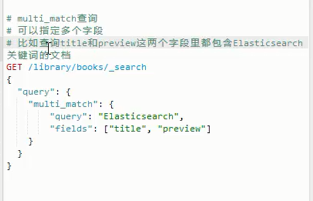 # multi_match查询
# 可以指定多个字段
# 比如查询title和preview这两个字段里都包含Elasticsearch
关键词的文档
GET /library/books/_search
{
  "query": {
    "multi_match": {
        "query": "Elasticsearch",
        "fields": ["title", "preview"]
    }
  }
}